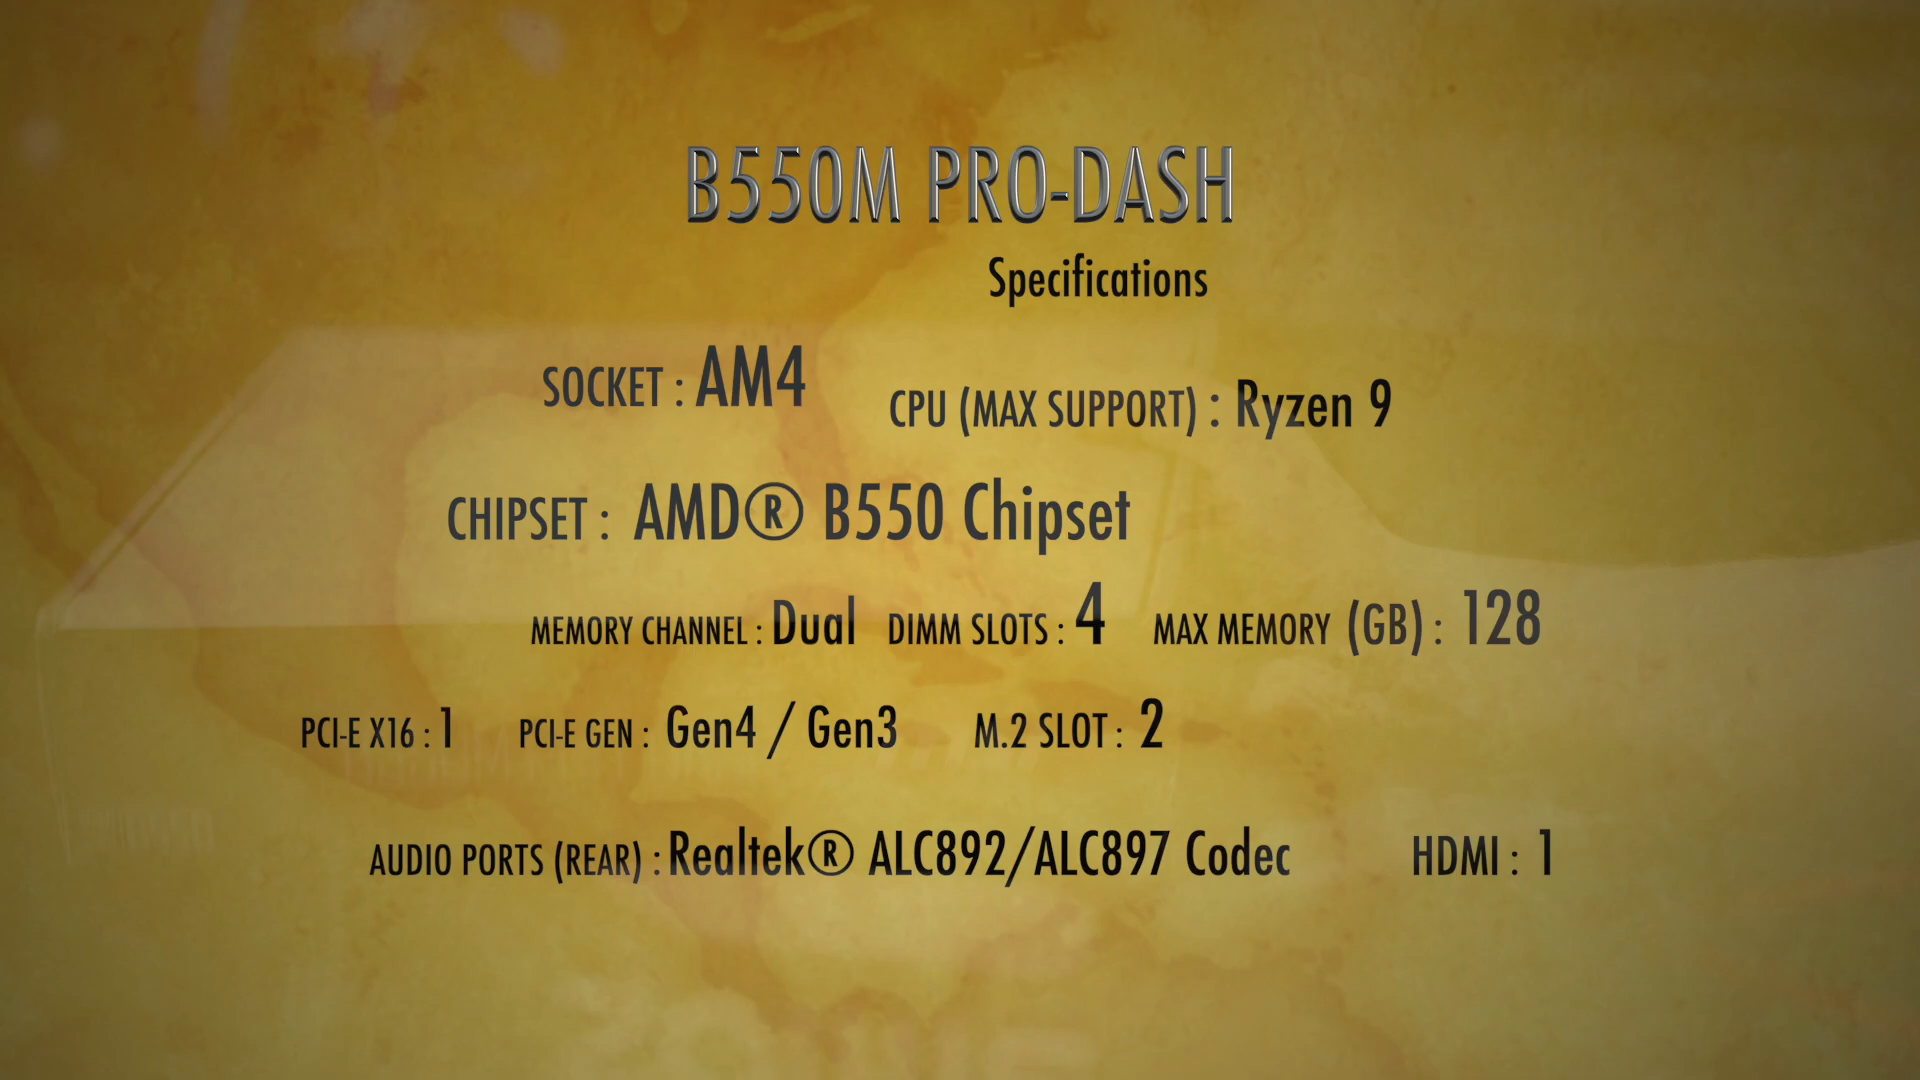 B550M PRO-DASH
Specifications
SOCKET : AM4 CPU (MAX SUPPORT) : Ryzen 9
CHIPSET : AMD® B550 Chipset
MEMORY CHANNEL : Dual DIMM SLOTS : 4 MAX MEMORY (GB) : 128
PCI-E X16 : 1 PCI-E GEN : Gen4 / Gen3 M.2 SLOT : 2
AUDIO PORTS (REAR) : Realtek® ALC892/ALC897 Codec HDMI : 1